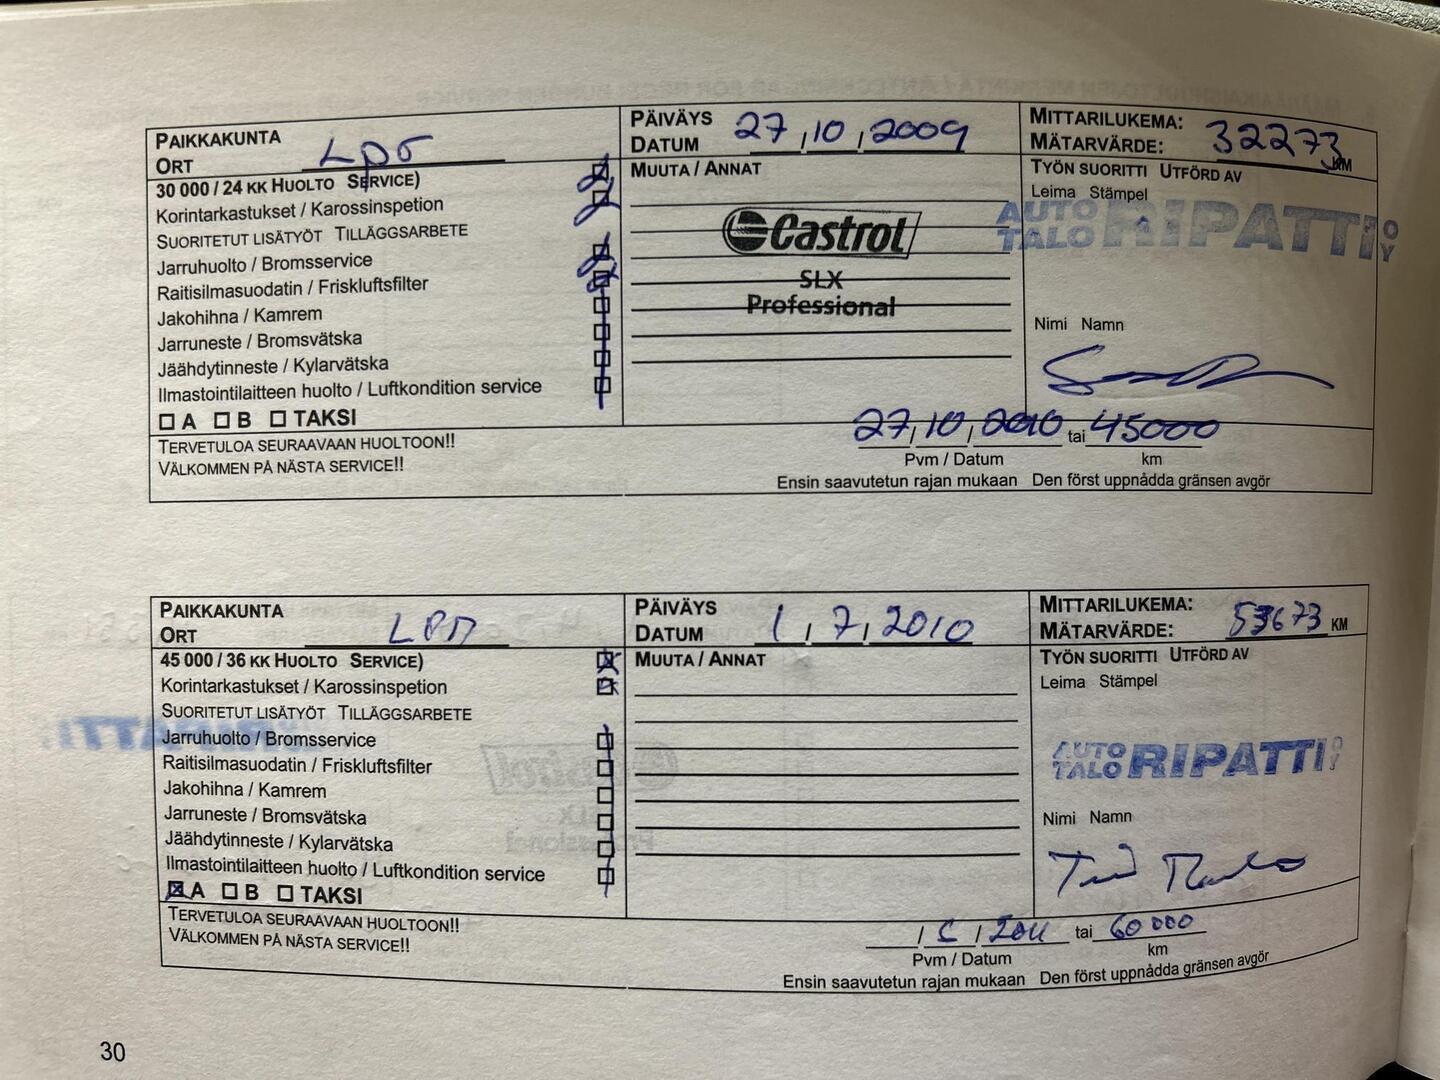 PAIKKAKUNTA
ORT
PÄIVÄYS
DATUM 27, 10, 2009
MITTARILUKEMA:
MÄTARVÄRDE: 32273 KM
30 000 / 24 KK HUOLTO SERVICE)
Korintarkastukset / Karossinspetion
SUORITETUT LISÄTYÖT TILLÄGGSARBETE
Jarruhuolto / Bromsservice
Raitisilmasuodatin / Friskluftsfilter
Jakohihna / Kamrem
Jarruneste / Bromsvätska
Jäähdytinneste / Kylarvätska
Ilmastointilaitteen huolto / Luftkondition service
A B TAKSI
MUUTA / ANNAT
Castrol
SLX
Professional
TYÖN SUORITTI UTFÖRD AV
Leima Stämpel
AUTO TALO RIPATTI OY
Nimi Namn
TERVETULOA SEURAAVAAN HUOLTOON!!
VÄLKOMMEN PÅ NÄSTA SERVICE!!
27, 10, 2010 tai 45000
Pvm / Datum km
Ensin saavutetun rajan mukaan Den först uppnådda gränsen avgör
PAIKKAKUNTA
ORT
PÄIVÄYS
DATUM 1, 7, 2010
MITTARILUKEMA:
MÄTARVÄRDE: 53673 KM
45 000 / 36 KK HUOLTO SERVICE)
Korintarkastukset / Karossinspetion
SUORITETUT LISÄTYÖT TILLÄGGSARBETE
Jarruhuolto / Bromsservice
Raitisilmasuodatin / Friskluftsfilter
Jakohihna / Kamrem
Jarruneste / Bromsvätska
Jäähdytinneste / Kylarvätska
Ilmastointilaitteen huolto / Luftkondition service
A B TAKSI
MUUTA / ANNAT
TYÖN SUORITTI UTFÖRD AV
Leima Stämpel
AUTO TALO RIPATTI OY
Nimi Namn
TERVETULOA SEURAAVAAN HUOLTOON!!
VÄLKOMMEN PÅ NÄSTA SERVICE!!
2011 tai 60 000
Pvm / Datum km
Ensin saavutetun rajan mukaan Den först uppnådda gränsen avgör
30